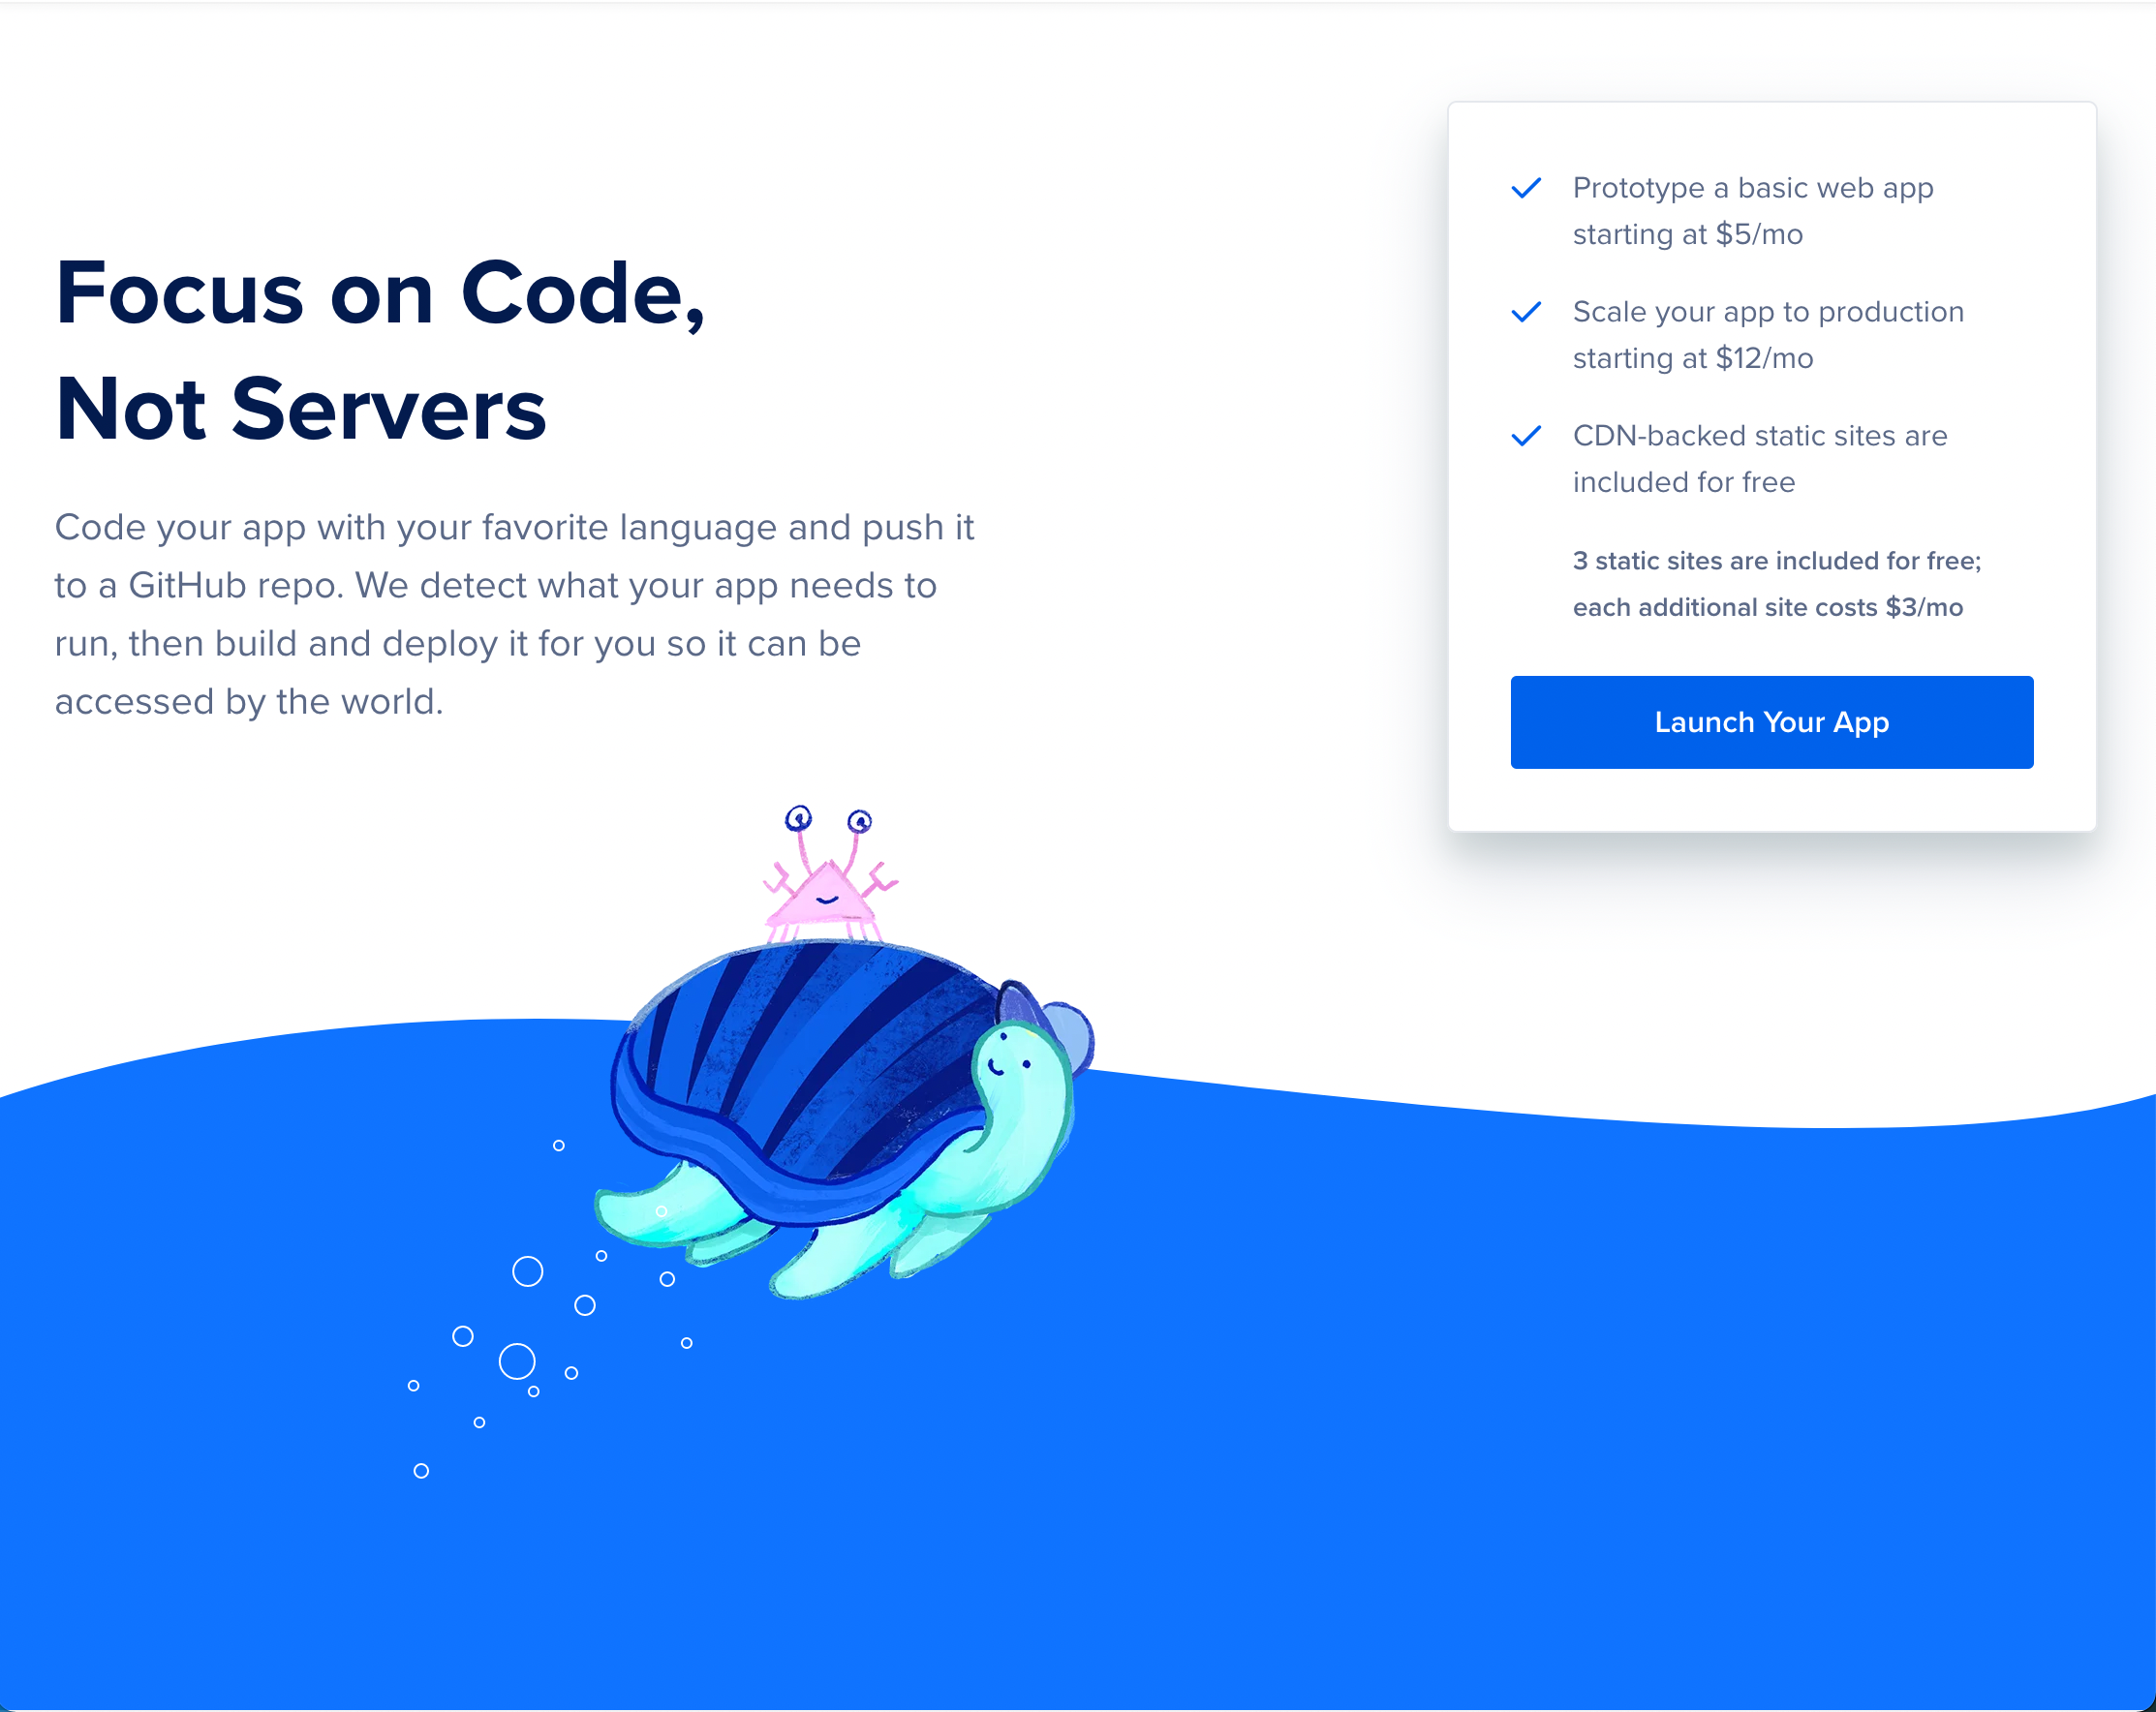 Focus on Code,
Not Servers
Code your app with your favorite language and push it
to a GitHub repo. We detect what your app needs to
run, then build and deploy it for you so it can be
accessed by the world.
Prototype a basic web app
starting at $5/mo
Scale your app to production
starting at $12/mo
CDN-backed static sites are
included for free
3 static sites are included for free;
each additional site costs $3/mo
Launch Your App